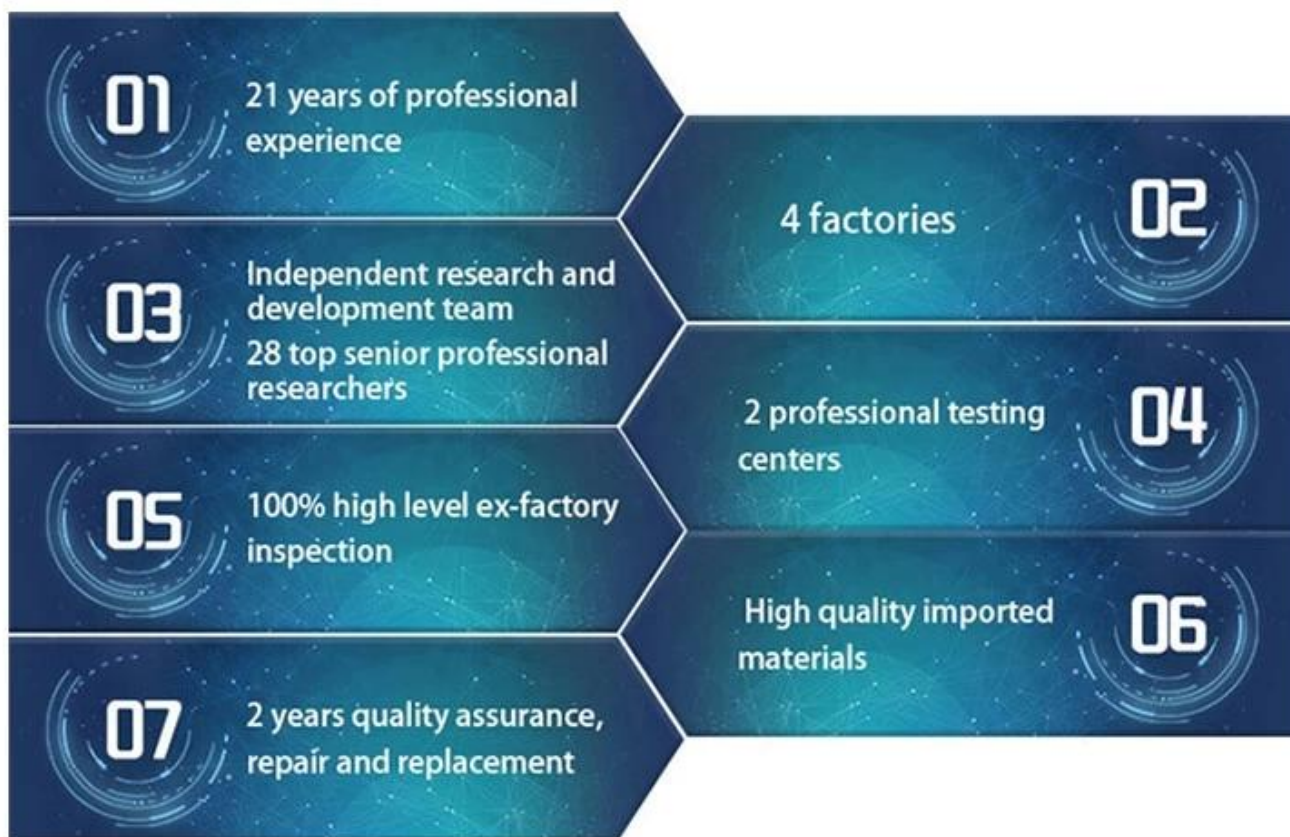 01
21 years of professional
experience
02
4 factories
03
Independent research and
development team
28 top senior professional
researchers
04
2 professional testing
centers
05
100% high level ex-factory
inspection
06
High quality imported
materials
07
2 years quality assurance,
repair and replacement